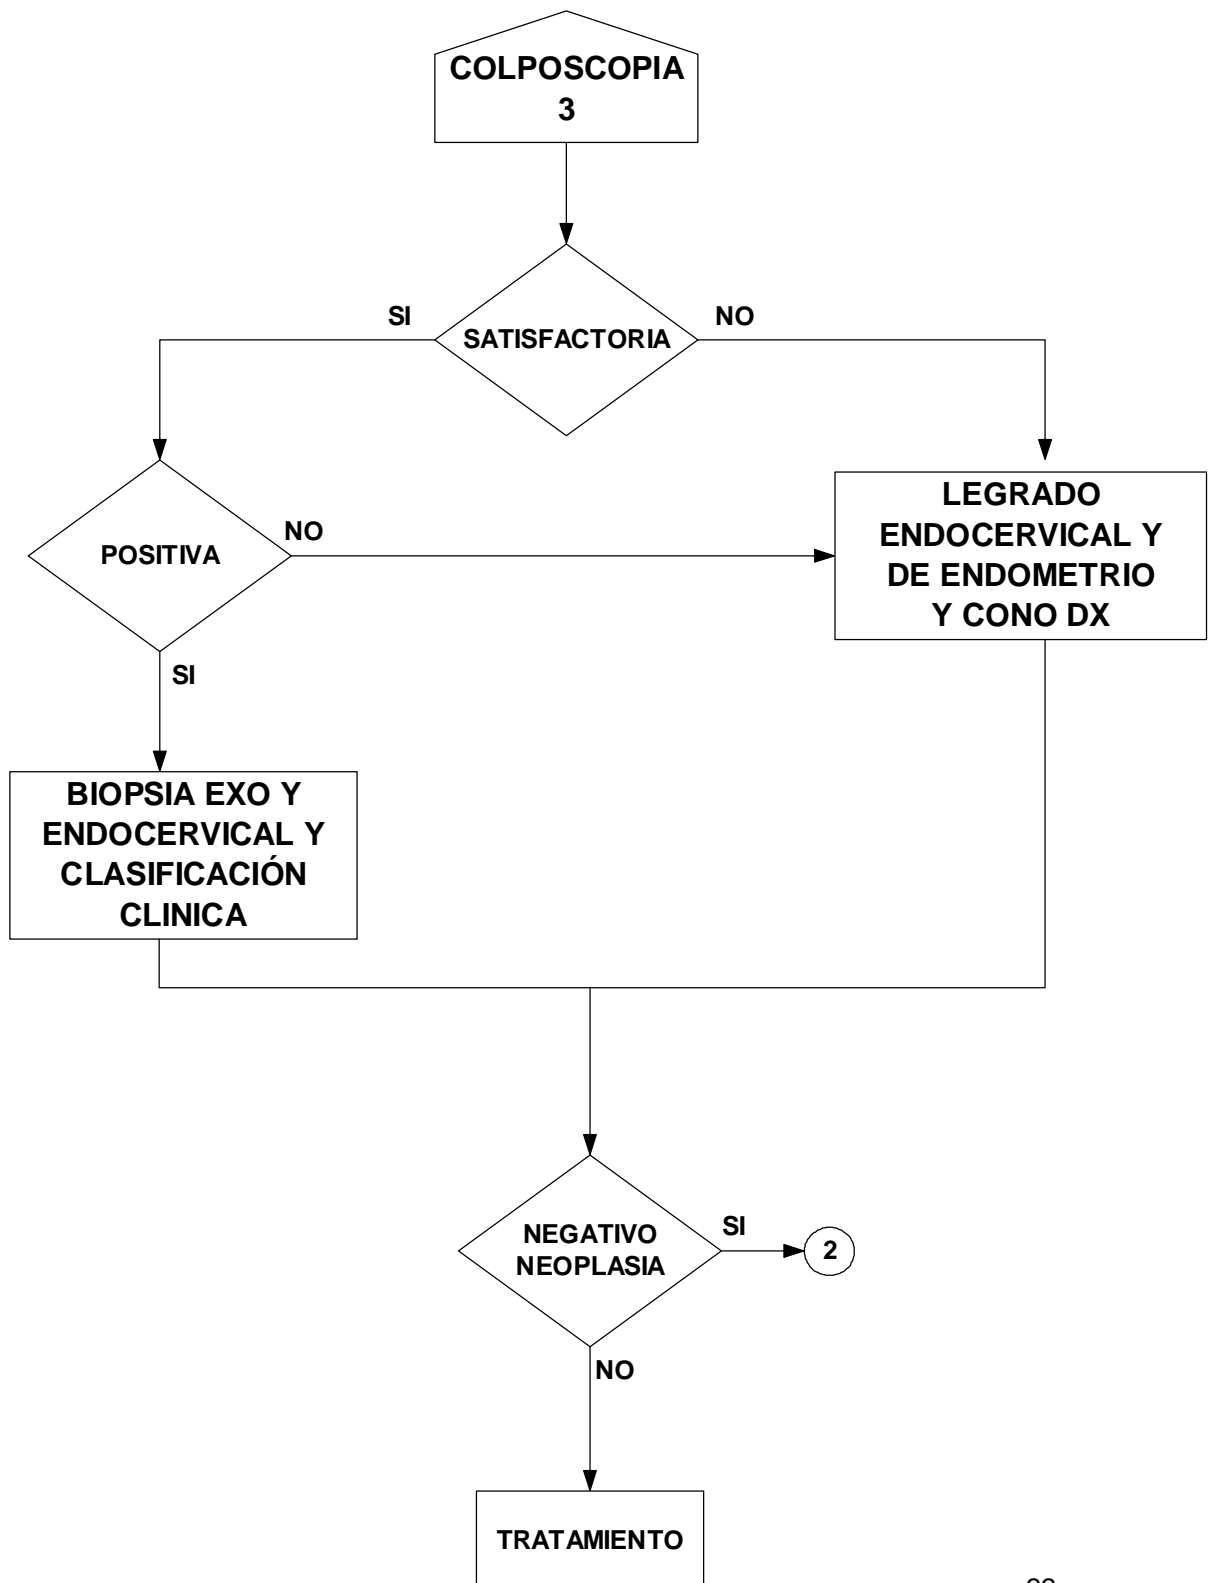 COLPOSCOPIA
3
SI
NO
SATISFACTORIA
POSITIVA
NO
LEGRADO
ENDOCERVICAL Y
DE ENDOMETRIO
Y CONO DX
SI
BIOPSIA EXO Y
ENDOCERVICAL Y
CLASIFICACIÓN
CLINICA
NEGATIVO
NEOPLASIA
SI
2
NO
TRATAMIENTO